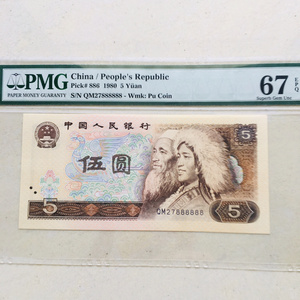 PMG
PAPER MONEY GUARANTY
China / People's Republic
Pick# 886 1980 5 Yüan
S/N QM27888888 - Wmk: Pu Coin
67 EPQ
Superb Gem Unc
中国人民银行
5
伍圆
QM27888888
5
5